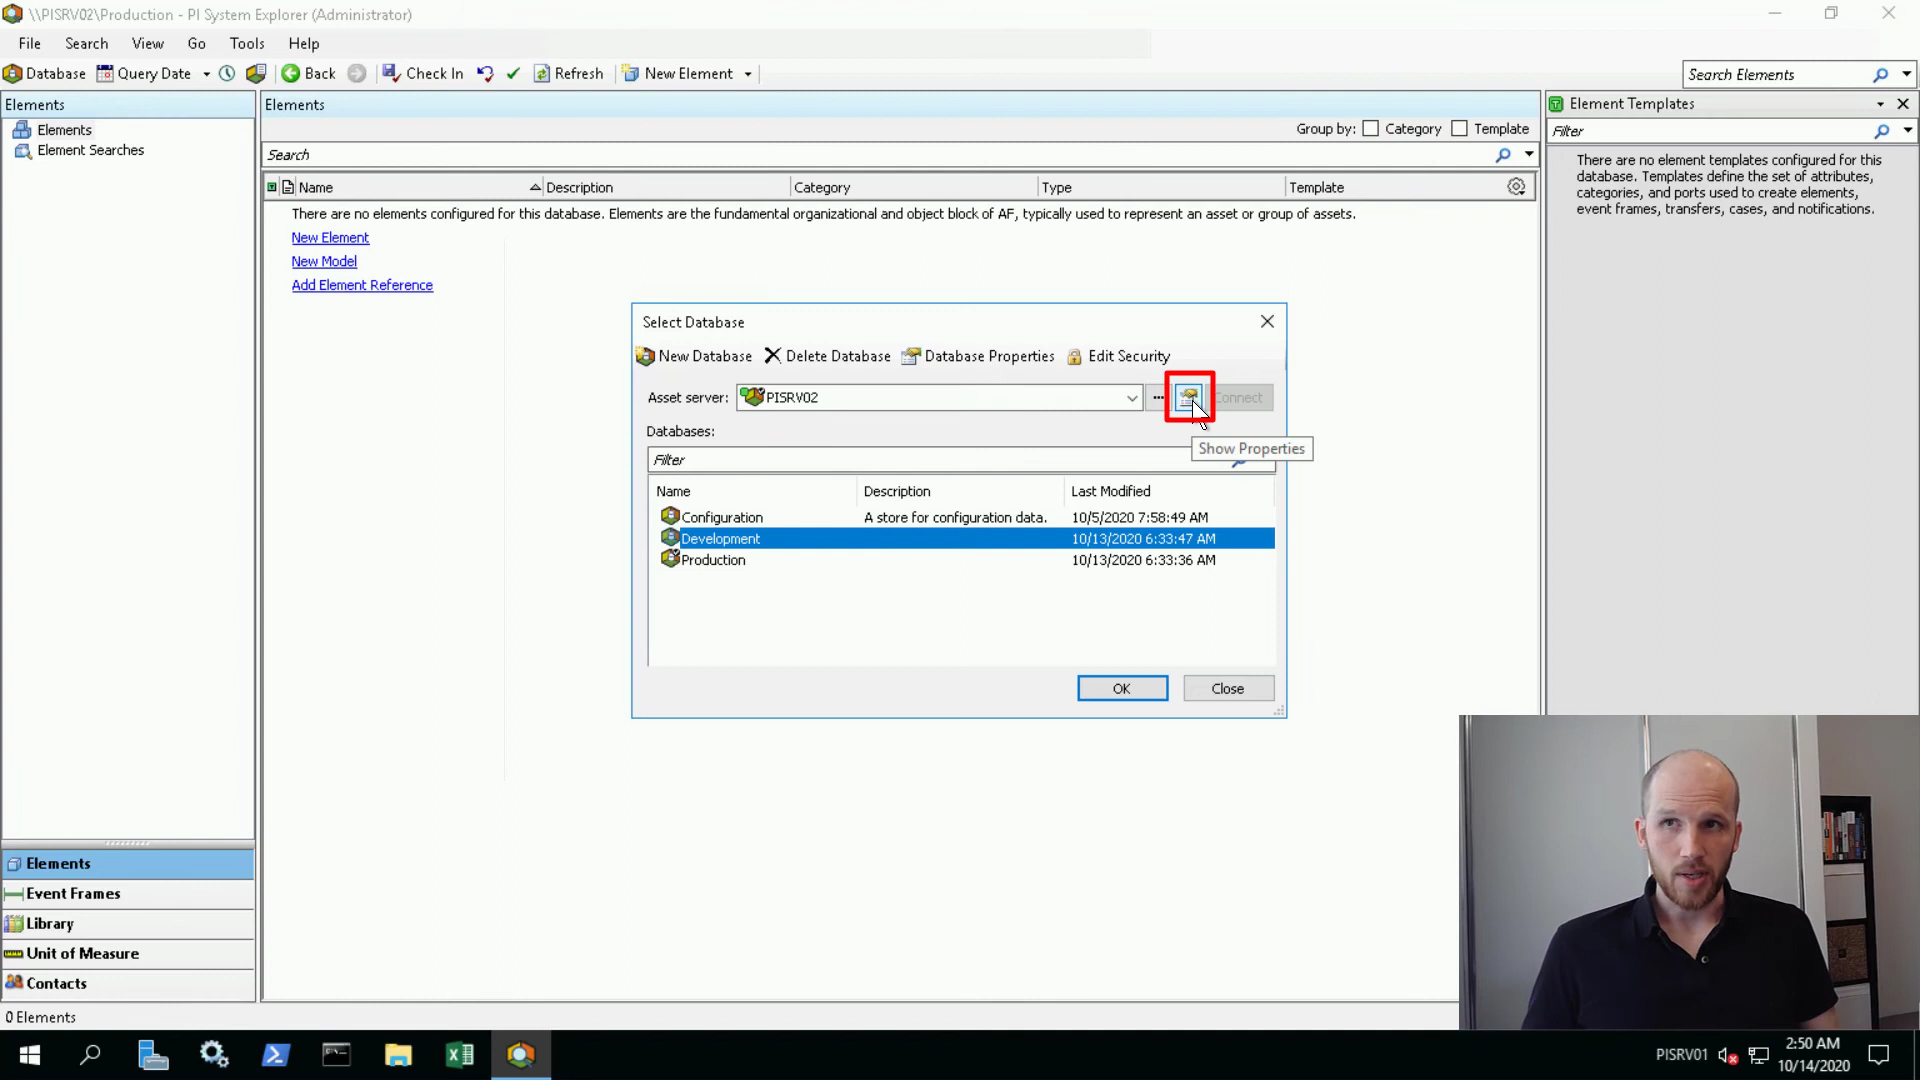 \\PISRV02\Production - PI System Explorer (Administrator)
File Search View Go Tools Help
Database Query Date Back Check In Refresh New Element
Search Elements
Elements
Elements
Element Searches
Elements
Group by: Category Template
Search
Name Description Category Type Template
There are no elements configured for this database. Elements are the fundamental organizational and object block of AF, typically used to represent an asset or group of assets.
New Element
New Model
Add Element Reference
Element Templates
Filter
There are no element templates configured for this
database. Templates define the set of attributes,
categories, and ports used to create elements,
event frames, transfers, cases, and notifications.
Select Database
New Database Delete Database Database Properties Edit Security
Asset server: PISRV02 ... Connect
Show Properties
Databases:
Filter
Name Description Last Modified
Configuration A store for configuration data. 10/5/2020 7:58:49 AM
Development 10/13/2020 6:33:47 AM
Production 10/13/2020 6:33:36 AM
OK Close
Elements
Event Frames
Library
Unit of Measure
Contacts
0 Elements
PISRV01
2:50 AM
10/14/2020